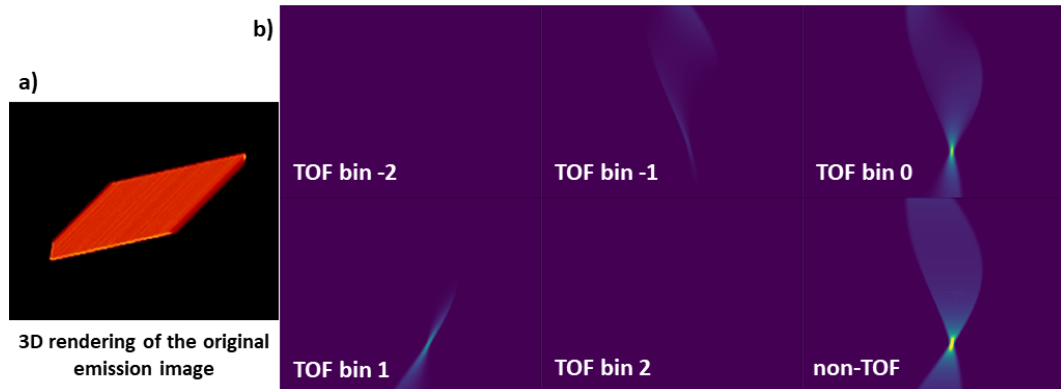 a)
3D rendering of the original
emission image
b)
TOF bin -2
TOF bin -1
TOF bin 0
TOF bin 1
TOF bin 2
non-TOF